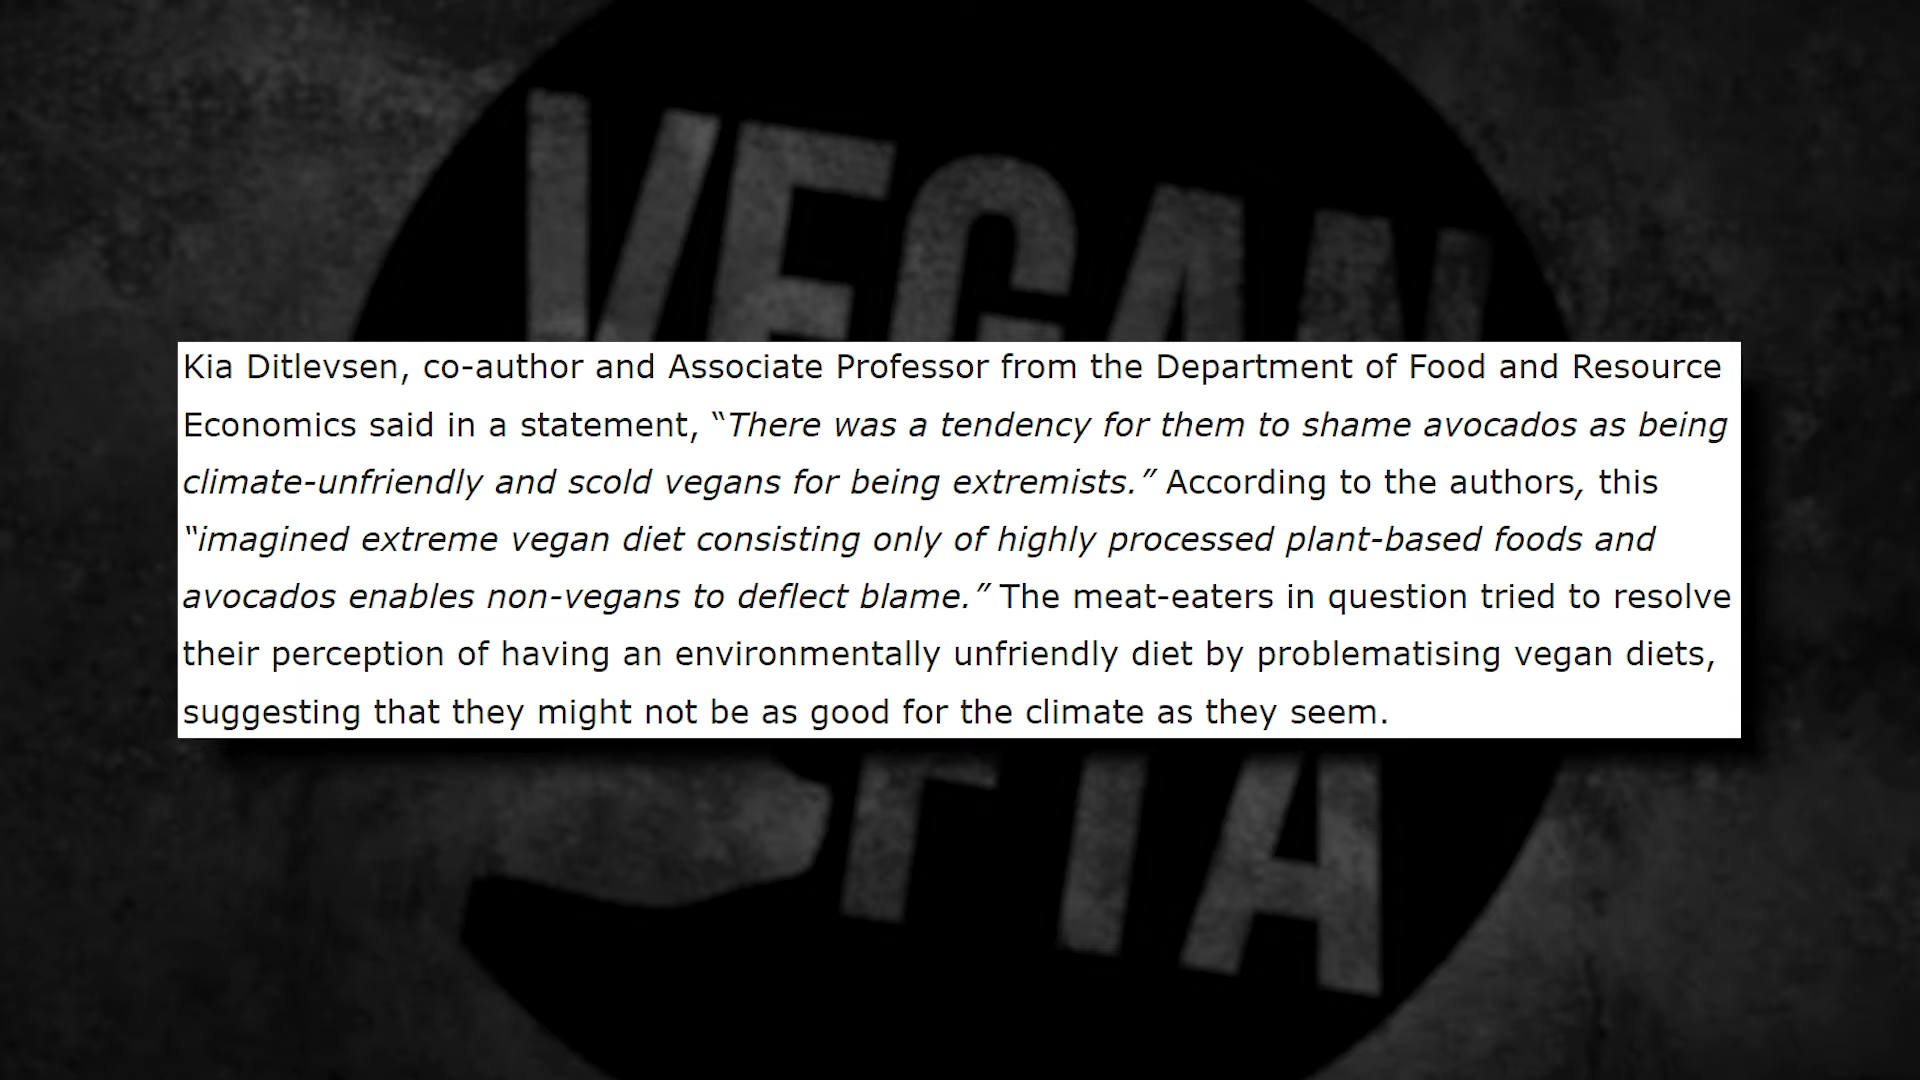 VEGAN
Kia Ditlevsen, co-author and Associate Professor from the Department of Food and Resource
Economics said in a statement, “There was a tendency for them to shame avocados as being
climate-unfriendly and scold vegans for being extremists.” According to the authors, this
“imagined extreme vegan diet consisting only of highly processed plant-based foods and
avocados enables non-vegans to deflect blame.” The meat-eaters in question tried to resolve
their perception of having an environmentally unfriendly diet by problematising vegan diets,
suggesting that they might not be as good for the climate as they seem.
FTA